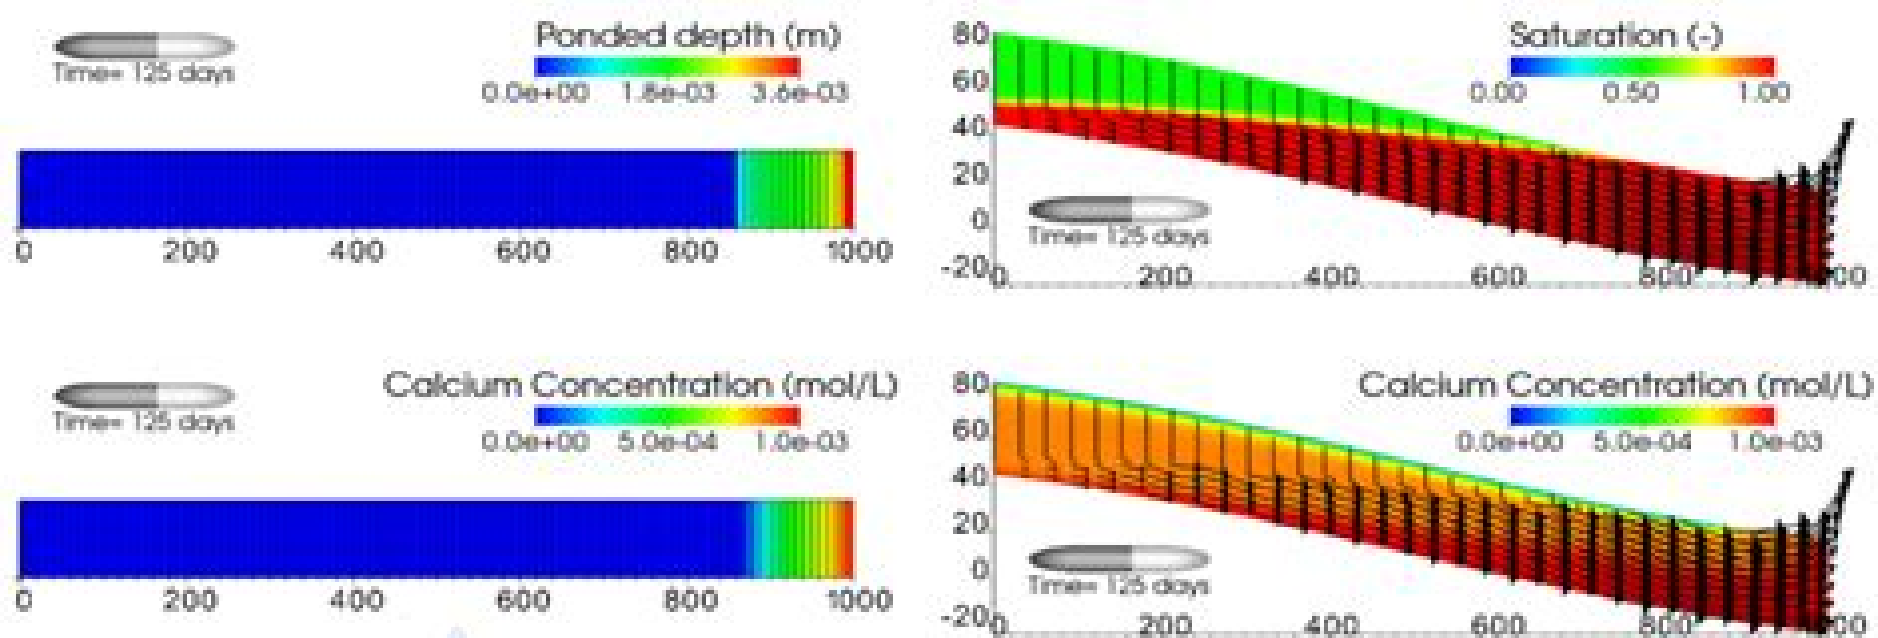 Ponded depth (m)
Time= 125 days
0.0e+00 1.8e-03 3.6e-03
0 200 400 600 800 1000
80
60
40
20
0
-20
Saturation (-)
0.00 0.50 1.00
Time= 125 days
0 200 400 600 800 00
Calcium Concentration (mol/L)
Time= 125 days
0.0e+00 5.0e-04 1.0e-03
0 200 400 600 800 1000
80
60
40
20
0
-20
Calcium Concentration (mol/L)
0.0e+00 5.0e-04 1.0e-03
Time= 125 days
0 200 400 600 800 00